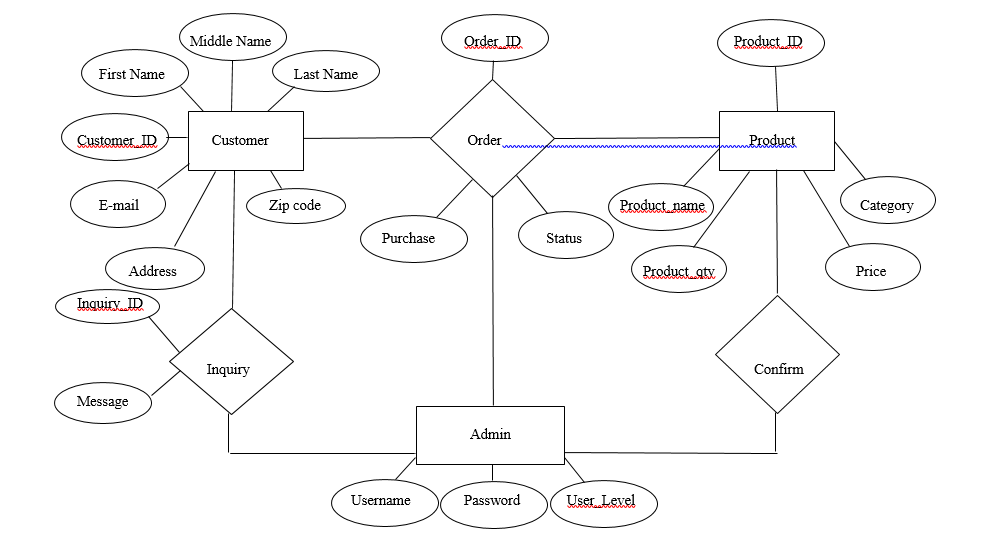 Middle Name
Order_ID
Product_ID
First Name
Last Name
Customer_ID
Customer
Order
Product
E-mail
Zip code
Product_name
Category
Purchase
Status
Address
Product_qty
Price
Inquiry_ID
Inquiry
Confirm
Message
Admin
Username
Password
User_Level